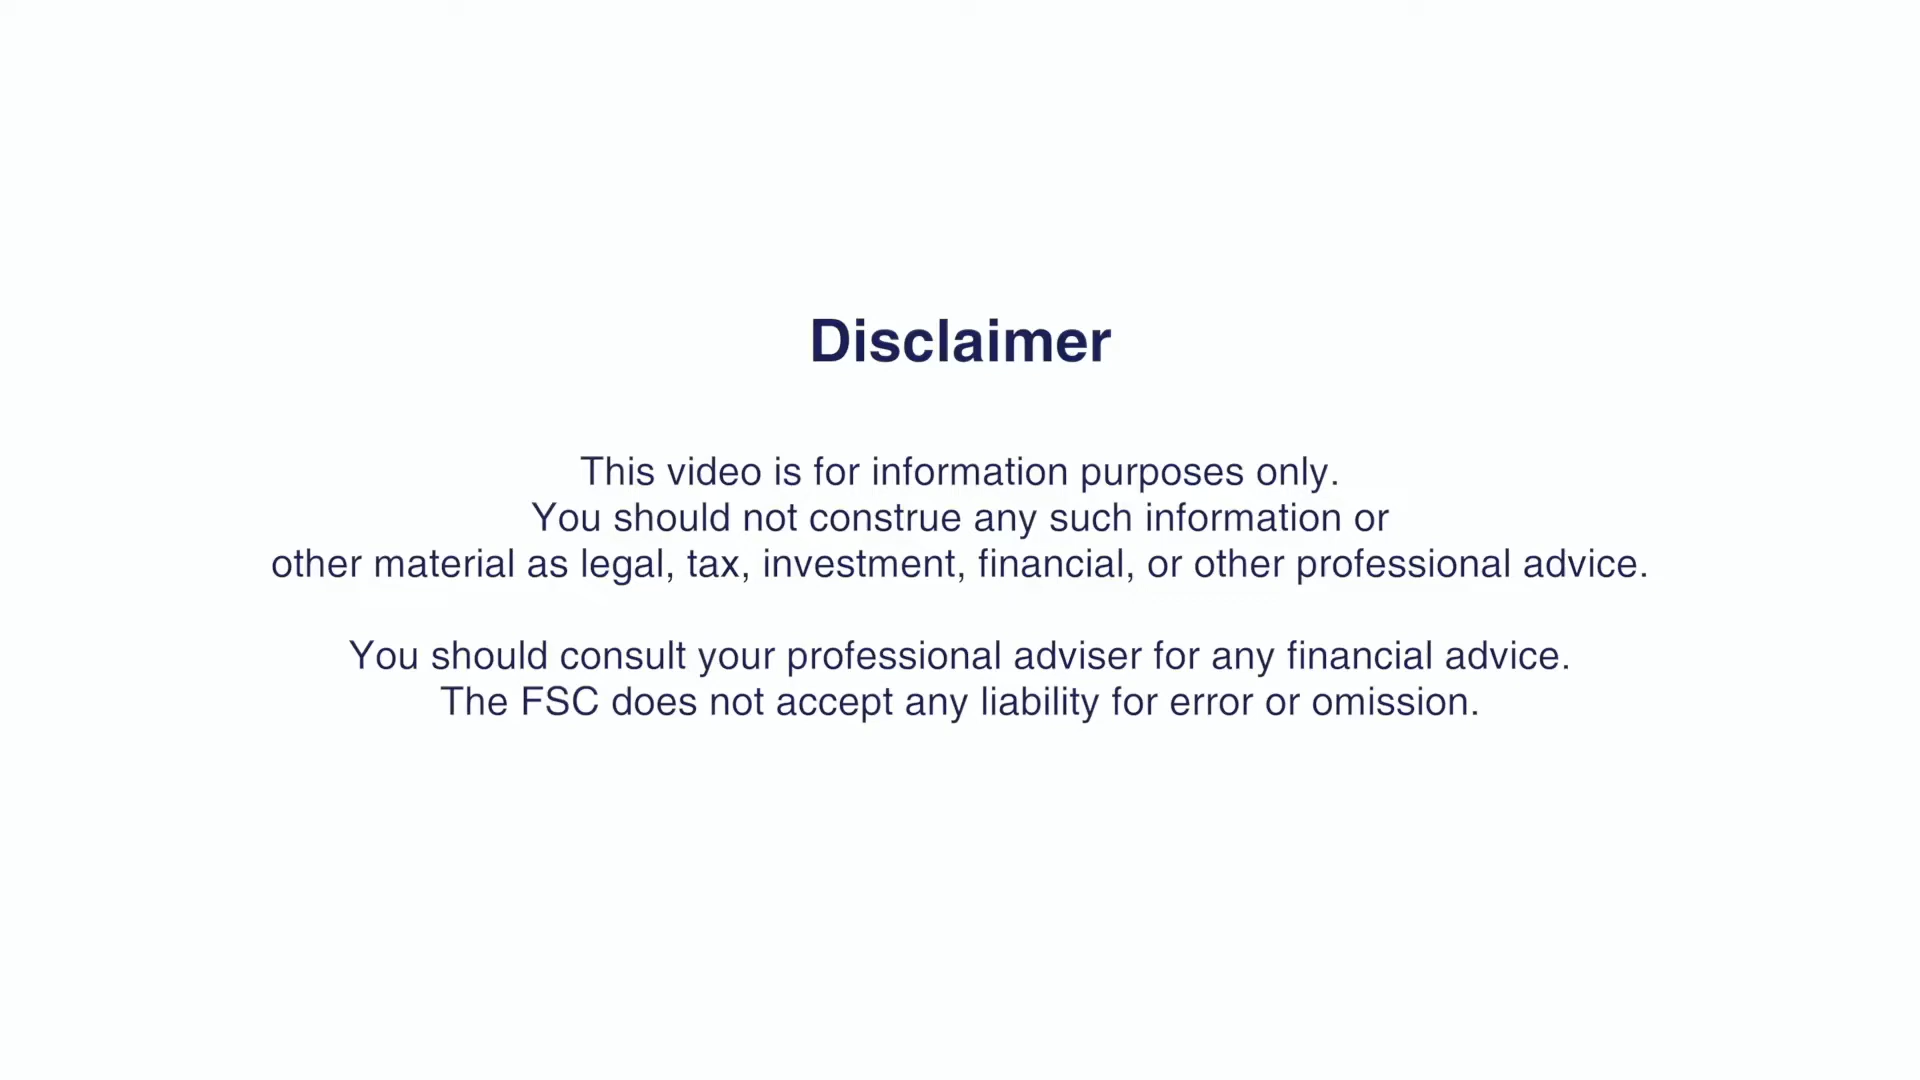 Disclaimer
This video is for information purposes only.
You should not construe any such information or
other material as legal, tax, investment, financial, or other professional advice.
You should consult your professional adviser for any financial advice.
The FSC does not accept any liability for error or omission.